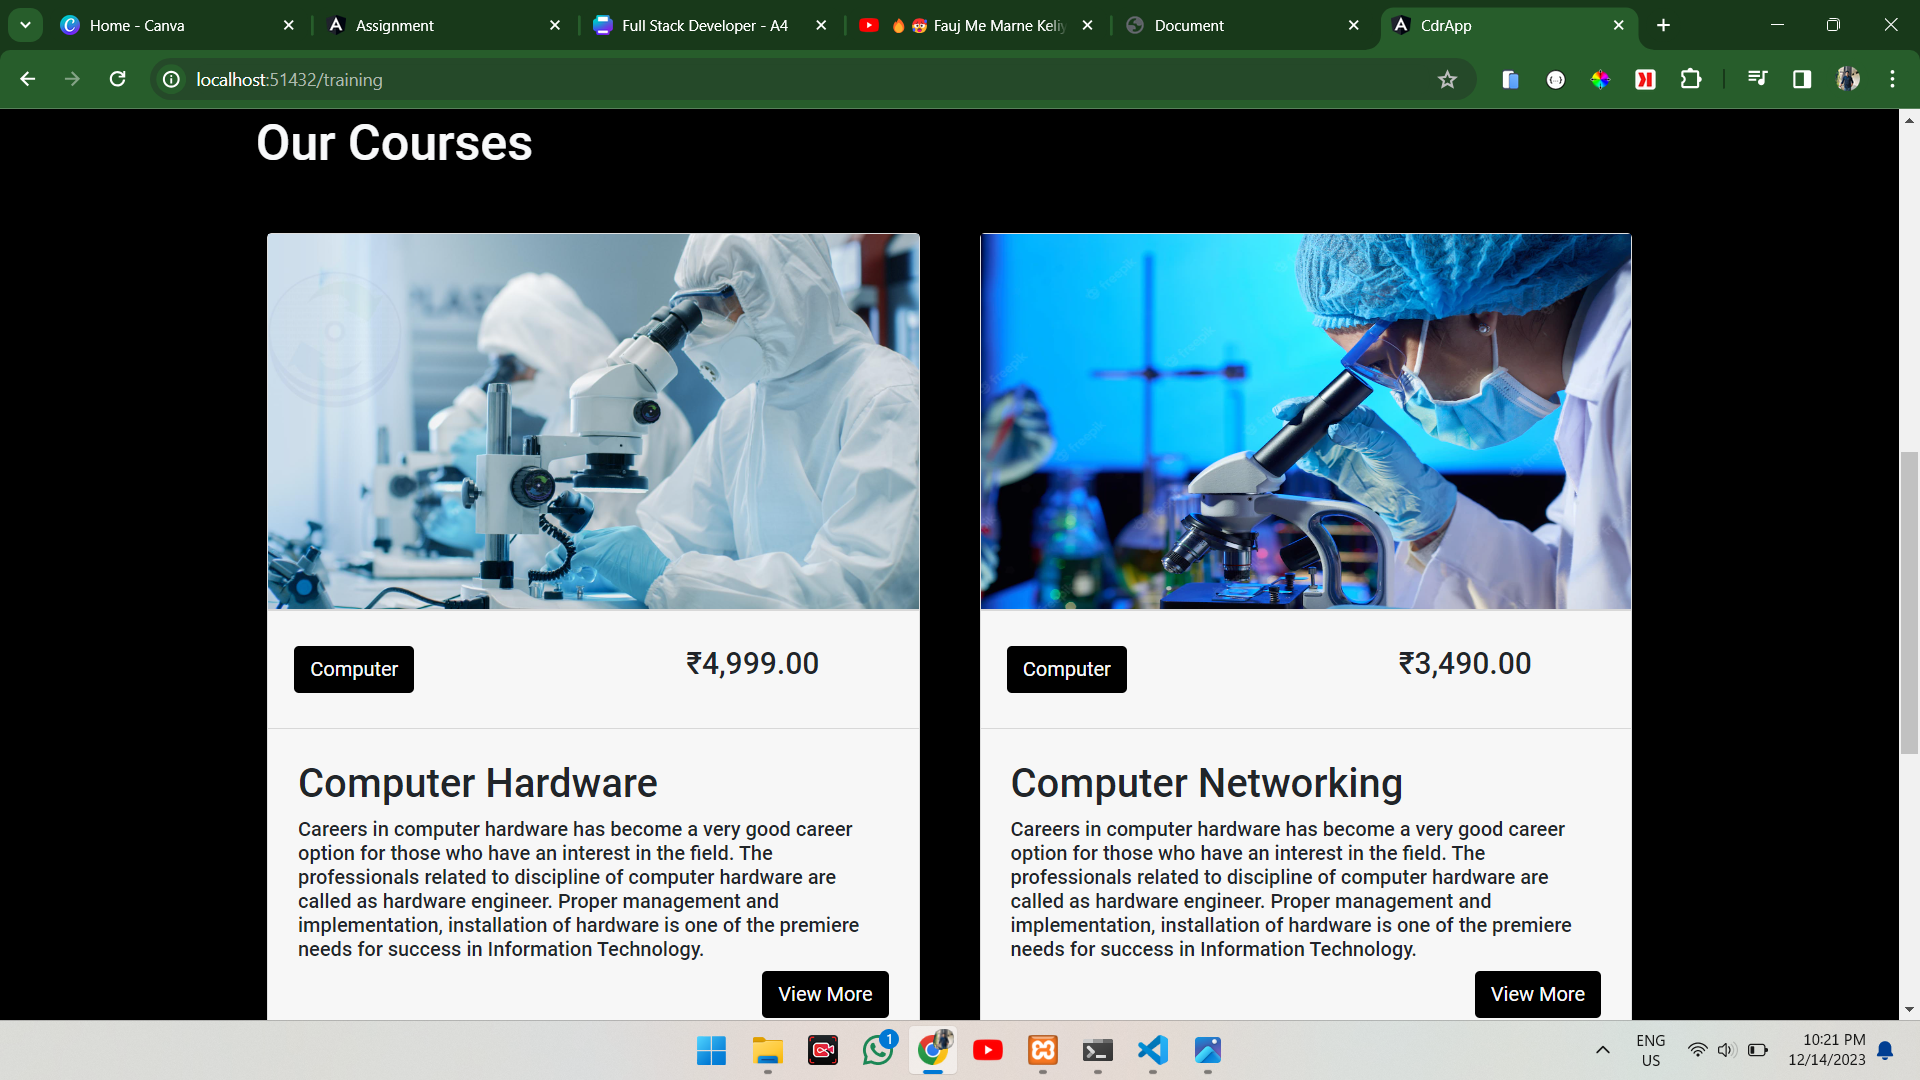 Home - Canva
Assignment
Full Stack Developer - A4
Fauj Me Marne Keliy
Document
CdrApp
localhost:51432/training
Our Courses
PLAST
freepik
freepik
freepik
freepik
Computer
₹4,999.00
Computer
₹3,490.00
Computer Hardware
Careers in computer hardware has become a very good career
option for those who have an interest in the field. The
professionals related to discipline of computer hardware are
called as hardware engineer. Proper management and
implementation, installation of hardware is one of the premiere
needs for success in Information Technology.
View More
Computer Networking
Careers in computer hardware has become a very good career
option for those who have an interest in the field. The
professionals related to discipline of computer hardware are
called as hardware engineer. Proper management and
implementation, installation of hardware is one of the premiere
needs for success in Information Technology.
View More
1
ENG
US
10:21 PM
12/14/2023